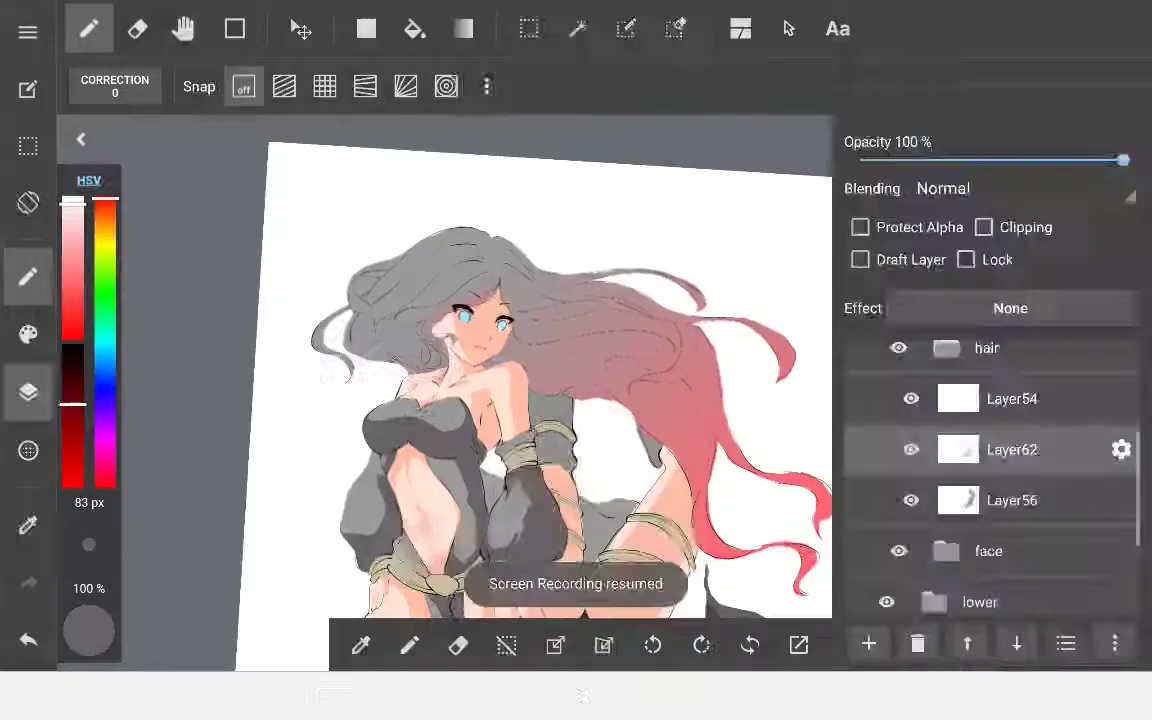 Aa
CORRECTION
0
Snap
off
HSV
83 px
100 %
Opacity 100 %
Blending Normal
Protect Alpha Clipping
Draft Layer Lock
Effect None
hair
Layer54
Layer62
Layer56
face
lower
Screen Recording resumed